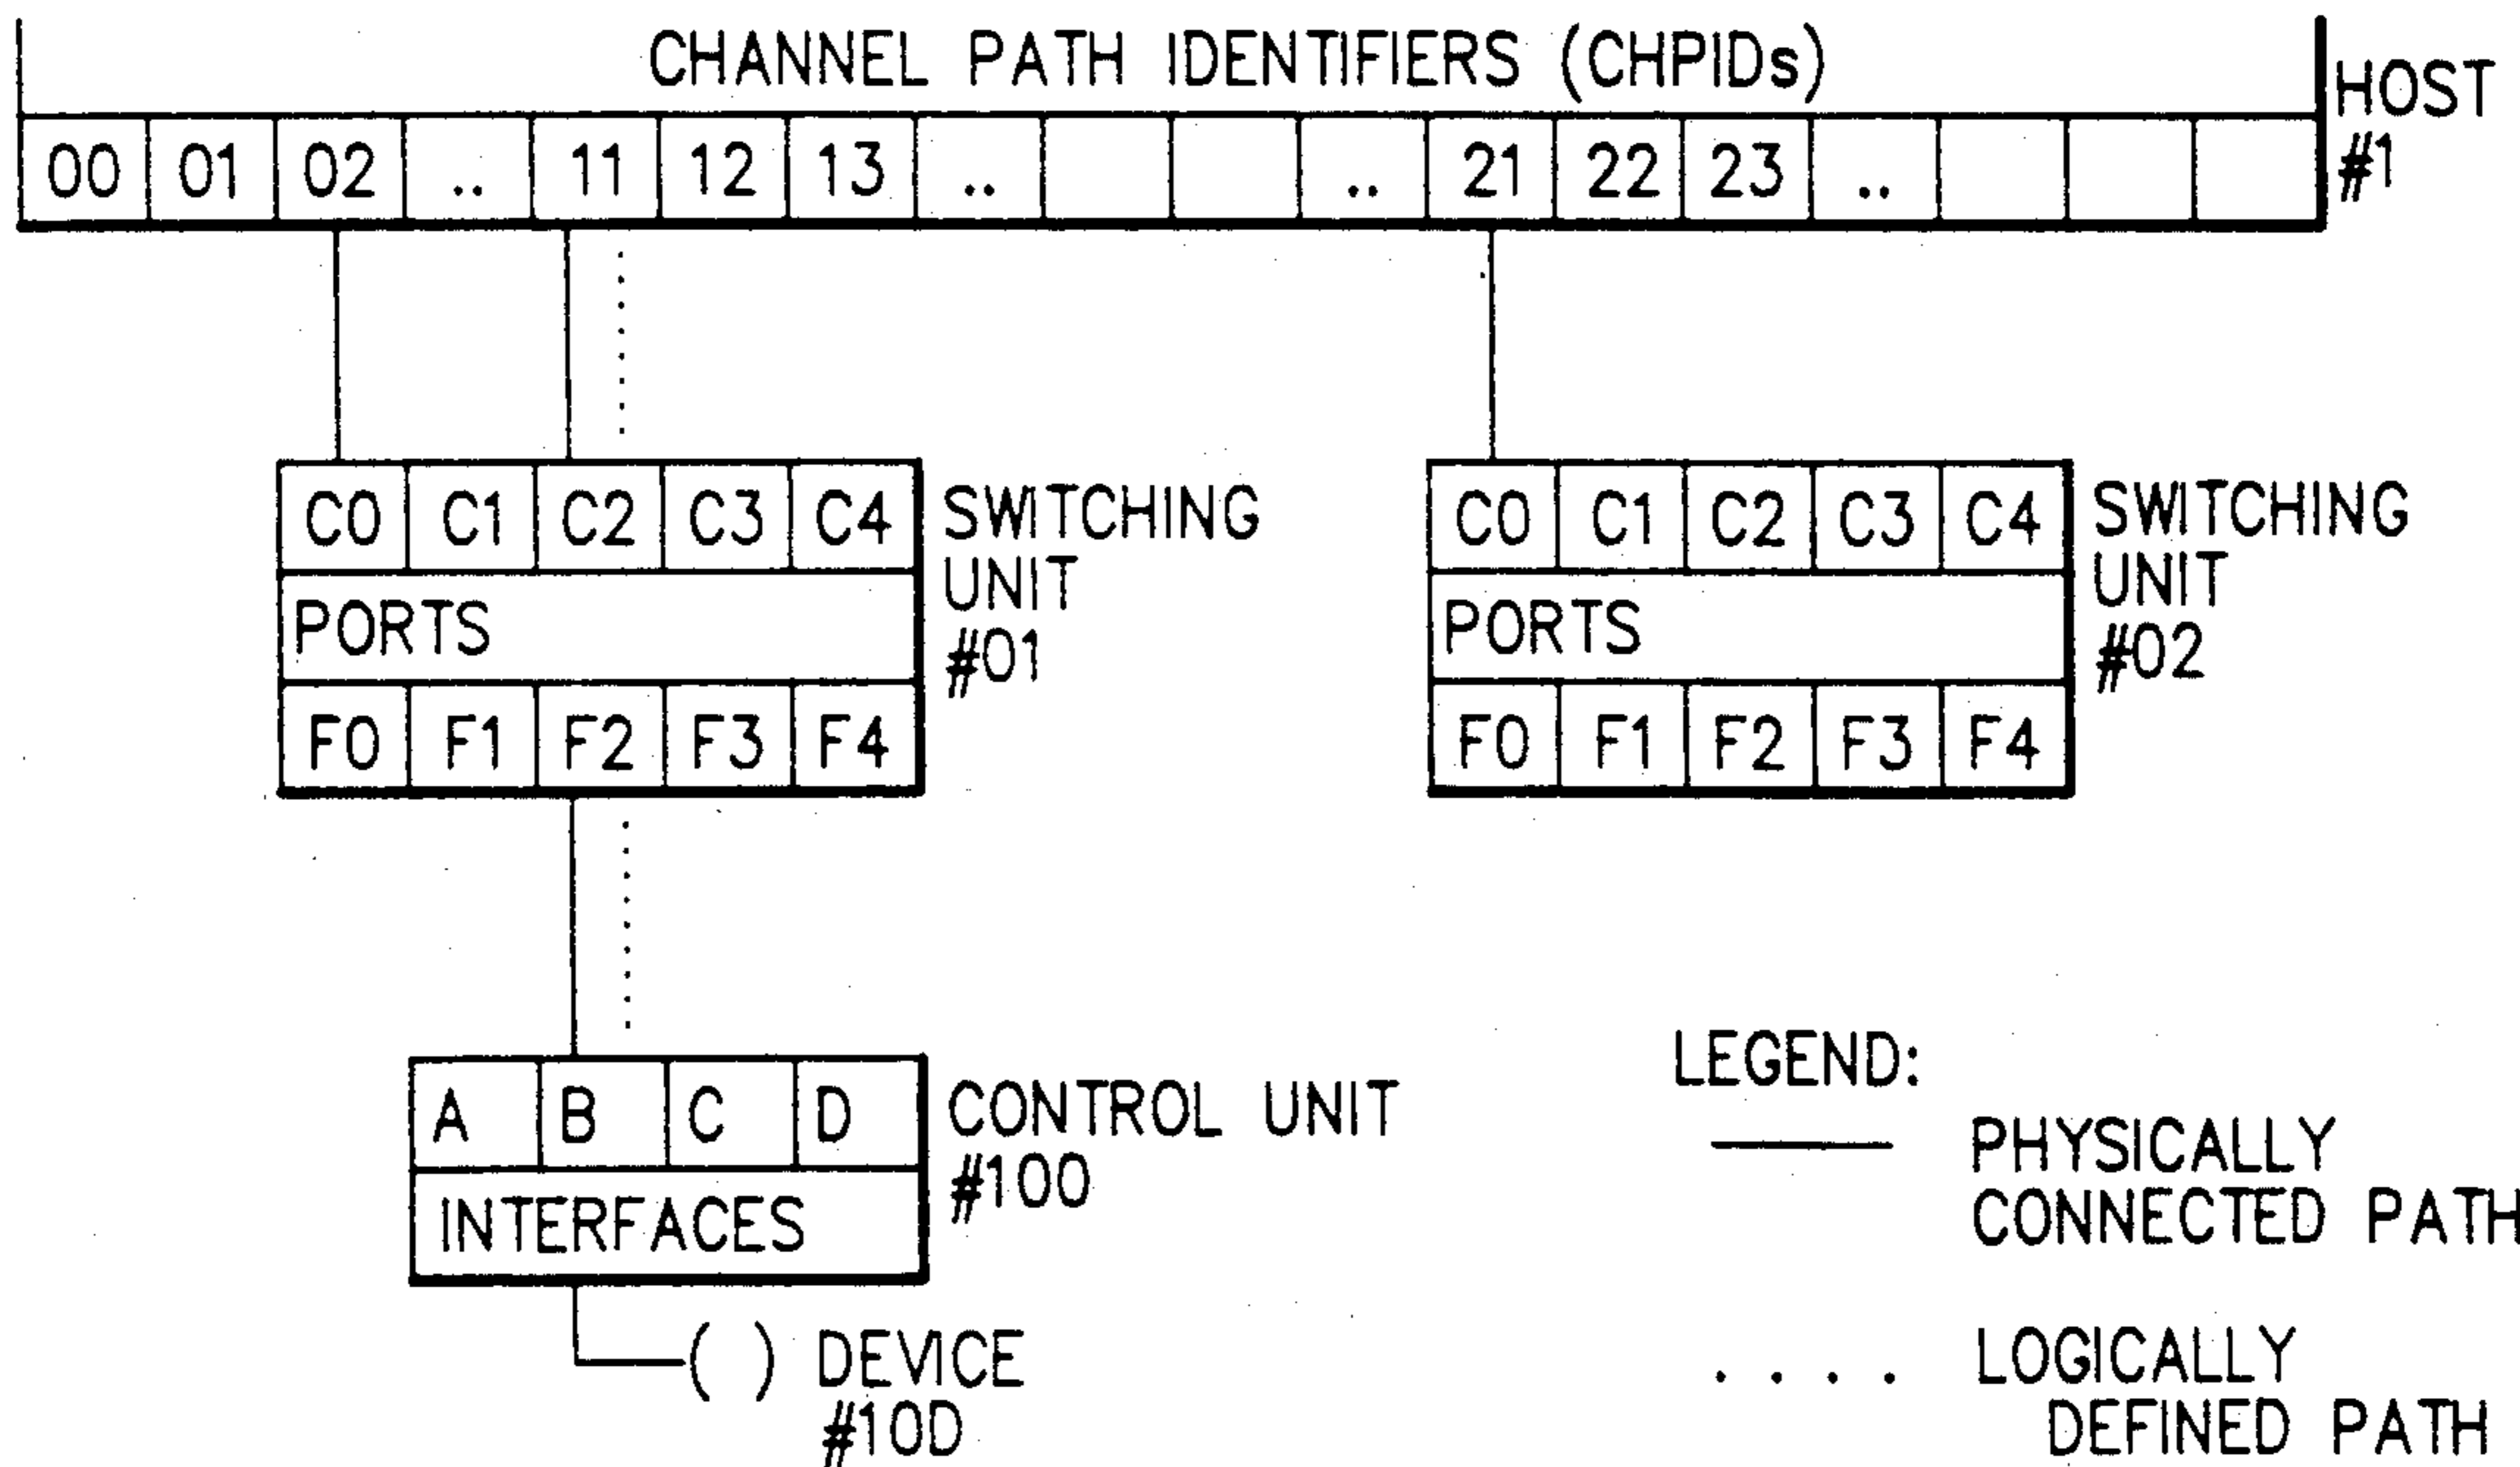 CHANNEL PATH IDENTIFIERS (CHPIDs)
HOST
#1
00 01 02 .. 11 12 13 .. .. 21 22 23 ..
C0 C1 C2 C3 C4
SWITCHING
UNIT
#01
PORTS
F0 F1 F2 F3 F4
C0 C1 C2 C3 C4
SWITCHING
UNIT
#02
PORTS
F0 F1 F2 F3 F4
A B C D
CONTROL UNIT
#100
INTERFACES
( ) DEVICE
#10D
LEGEND:
PHYSICALLY
CONNECTED PATH
. . . . LOGICALLY
DEFINED PATH